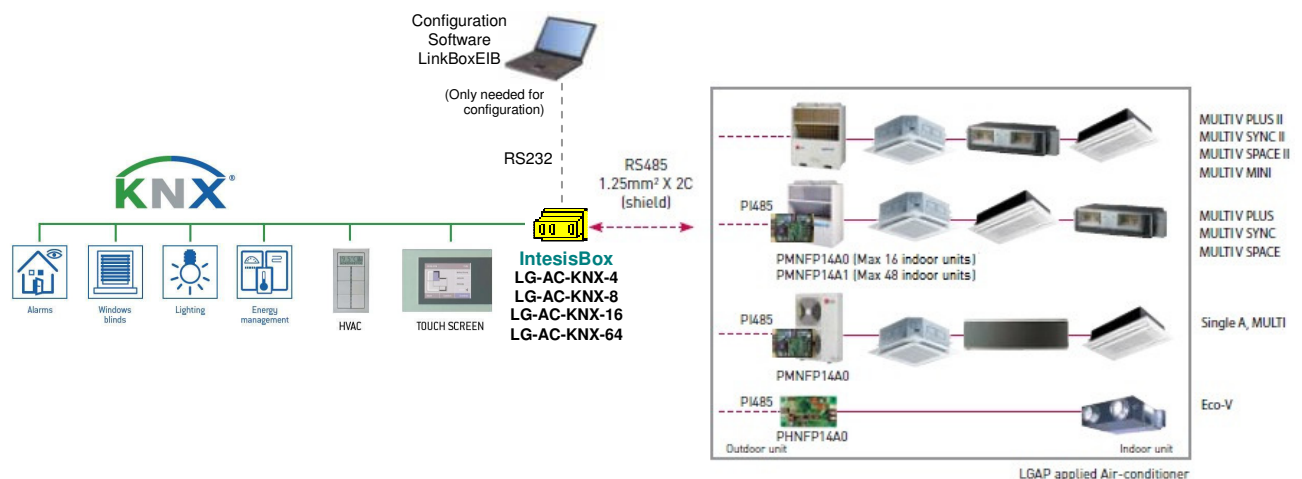 Configuration
Software
LinkBoxEIB
(Only needed for
configuration)
RS232
KNX®
Alarms
Windows
blinds
Lighting
Energy
management
HVAC
TOUCH SCREEN
IntesisBox
LG-AC-KNX-4
LG-AC-KNX-8
LG-AC-KNX-16
LG-AC-KNX-64
RS485
1.25mm² X 2C
(shield)
MULTI V PLUS II
MULTI V SYNC II
MULTI V SPACE II
MULTI V MINI
PI485
PMNFP14A0 (Max 16 indoor units)
PMNFP14A1 (Max 48 indoor units)
MULTI V PLUS
MULTI V SYNC
MULTI V SPACE
PI485
PMNFP14A0
Single A, MULTI
PI485
PHNFP14A0
Eco-V
Outdoor unit
Indoor unit
LGAP applied Air-conditioner